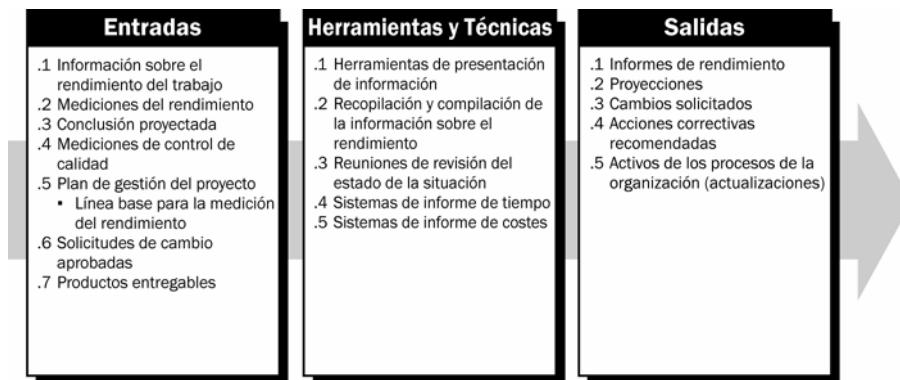 Entradas
.1 Información sobre el
rendimiento del trabajo
.2 Mediciones del rendimiento
.3 Conclusión proyectada
.4 Mediciones de control de
calidad
.5 Plan de gestión del proyecto
▪ Línea base para la medición
del rendimiento
.6 Solicitudes de cambio
aprobadas
.7 Productos entregables
Herramientas y Técnicas
.1 Herramientas de presentación
de información
.2 Recopilación y compilación de
la información sobre el
rendimiento
.3 Reuniones de revisión del
estado de la situación
.4 Sistemas de informe de tiempo
.5 Sistemas de informe de costes
Salidas
.1 Informes de rendimiento
.2 Proyecciones
.3 Cambios solicitados
.4 Acciones correctivas
recomendadas
.5 Activos de los procesos de la
organización (actualizaciones)